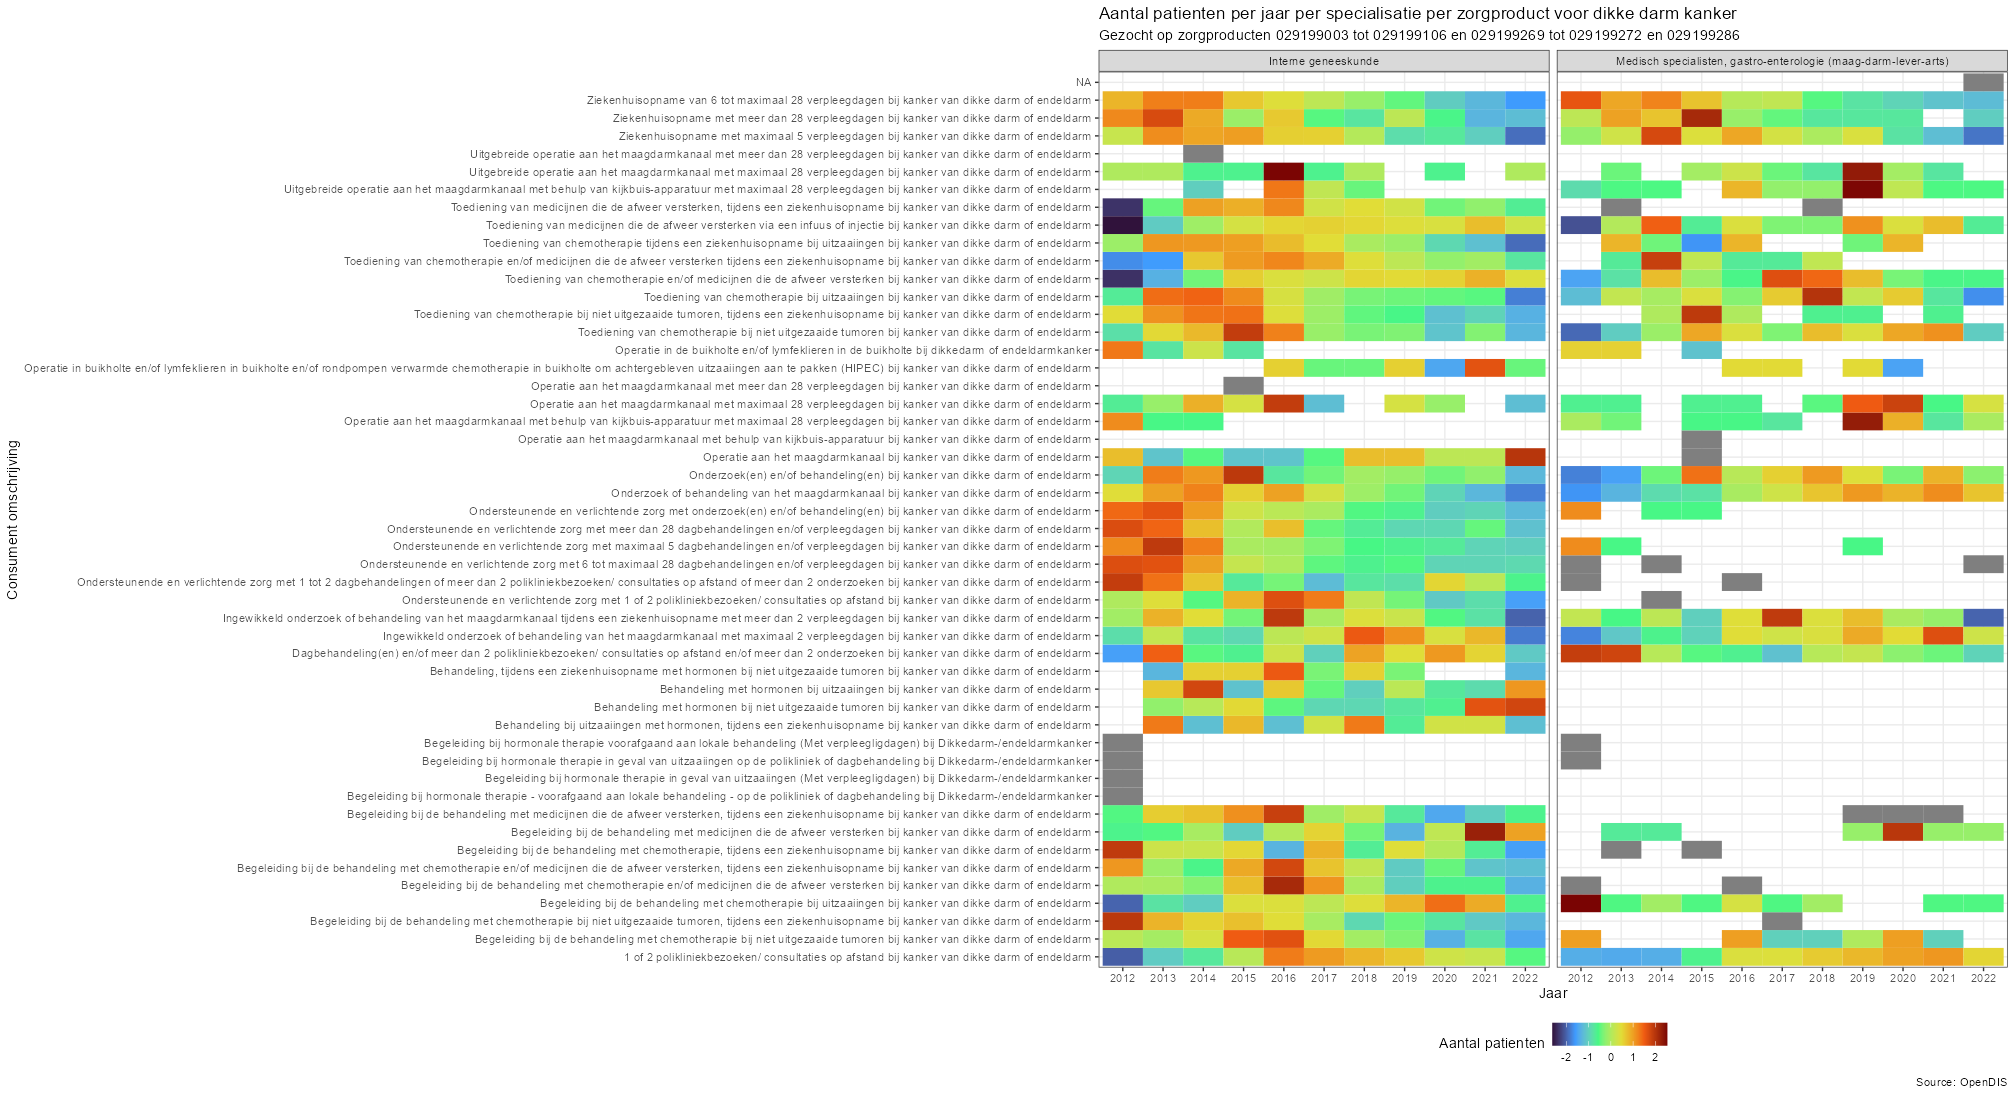 Aantal patienten per jaar per specialisatie per zorgproduct voor dikke darm kanker
Gezocht op zorgproducten 029199003 tot 029199106 en 029199269 tot 029199272 en 029199286
Interne geneeskunde
Medisch specialisten, gastro-enterologie (maag-darm-lever-arts)
NA
Ziekenhuisopname van 6 tot maximaal 28 verpleegdagen bij kanker van dikke darm of endeldarm
Ziekenhuisopname met meer dan 28 verpleegdagen bij kanker van dikke darm of endeldarm
Ziekenhuisopname met maximaal 5 verpleegdagen bij kanker van dikke darm of endeldarm
Uitgebreide operatie aan het maagdarmkanaal met meer dan 28 verpleegdagen bij kanker van dikke darm of endeldarm
Uitgebreide operatie aan het maagdarmkanaal met maximaal 28 verpleegdagen bij kanker van dikke darm of endeldarm
Uitgebreide operatie aan het maagdarmkanaal met behulp van kijkbuis-apparatuur met maximaal 28 verpleegdagen bij kanker van dikke darm of endeldarm
Toediening van medicijnen die de afweer versterken, tijdens een ziekenhuisopname bij kanker van dikke darm of endeldarm
Toediening van medicijnen die de afweer versterken via een infuus of injectie bij kanker van dikke darm of endeldarm
Toediening van chemotherapie tijdens een ziekenhuisopname bij uitzaaiingen bij kanker van dikke darm of endeldarm
Toediening van chemotherapie en/of medicijnen die de afweer versterken tijdens een ziekenhuisopname bij kanker van dikke darm of endeldarm
Toediening van chemotherapie en/of medicijnen die de afweer versterken bij kanker van dikke darm of endeldarm
Toediening van chemotherapie bij uitzaaiingen bij kanker van dikke darm of endeldarm
Toediening van chemotherapie bij niet uitgezaaide tumoren, tijdens een ziekenhuisopname bij kanker van dikke darm of endeldarm
Toediening van chemotherapie bij niet uitgezaaide tumoren bij kanker van dikke darm of endeldarm
Operatie in de buikholte en/of lymfeklieren in de buikholte bij dikkedarm of endeldarmkanker
Operatie in buikholte en/of lymfeklieren in buikholte en/of rondpompen verwarmde chemotherapie in buikholte om achtergebleven uitzaaiingen aan te pakken (HIPEC) bij kanker van dikke darm of endeldarm
Operatie aan het maagdarmkanaal met meer dan 28 verpleegdagen bij kanker van dikke darm of endeldarm
Operatie aan het maagdarmkanaal met maximaal 28 verpleegdagen bij kanker van dikke darm of endeldarm
Operatie aan het maagdarmkanaal met behulp van kijkbuis-apparatuur met maximaal 28 verpleegdagen bij kanker van dikke darm of endeldarm
Operatie aan het maagdarmkanaal met behulp van kijkbuis-apparatuur bij kanker van dikke darm of endeldarm
Operatie aan het maagdarmkanaal bij kanker van dikke darm of endeldarm
Onderzoek(en) en/of behandeling(en) bij kanker van dikke darm of endeldarm
Onderzoek of behandeling van het maagdarmkanaal bij kanker van dikke darm of endeldarm
Ondersteunende en verlichtende zorg met onderzoek(en) en/of behandeling(en) bij kanker van dikke darm of endeldarm
Ondersteunende en verlichtende zorg met meer dan 28 dagbehandelingen en/of verpleegdagen bij kanker van dikke darm of endeldarm
Ondersteunende en verlichtende zorg met maximaal 5 dagbehandelingen en/of verpleegdagen bij kanker van dikke darm of endeldarm
Ondersteunende en verlichtende zorg met 6 tot maximaal 28 dagbehandelingen en/of verpleegdagen bij kanker van dikke darm of endeldarm
Ondersteunende en verlichtende zorg met 1 tot 2 dagbehandelingen of meer dan 2 polikliniekbezoeken/ consultaties op afstand of meer dan 2 onderzoeken bij kanker van dikke darm of endeldarm
Ondersteunende en verlichtende zorg met 1 of 2 polikliniekbezoeken/ consultaties op afstand bij kanker van dikke darm of endeldarm
Ingewikkeld onderzoek of behandeling van het maagdarmkanaal tijdens een ziekenhuisopname met meer dan 2 verpleegdagen bij kanker van dikke darm of endeldarm
Ingewikkeld onderzoek of behandeling van het maagdarmkanaal met maximaal 2 verpleegdagen bij kanker van dikke darm of endeldarm
Dagbehandeling(en) en/of meer dan 2 polikliniekbezoeken/ consultaties op afstand en/of meer dan 2 onderzoeken bij kanker van dikke darm of endeldarm
Behandeling, tijdens een ziekenhuisopname met hormonen bij niet uitgezaaide tumoren bij kanker van dikke darm of endeldarm
Behandeling met hormonen bij uitzaaiingen bij kanker van dikke darm of endeldarm
Behandeling met hormonen bij niet uitgezaaide tumoren bij kanker van dikke darm of endeldarm
Behandeling bij uitzaaiingen met hormonen, tijdens een ziekenhuisopname bij kanker van dikke darm of endeldarm
Begeleiding bij hormonale therapie voorafgaand aan lokale behandeling (Met verpleegligdagen) bij Dikkedarm-/endeldarmkanker
Begeleiding bij hormonale therapie in geval van uitzaaiingen op de polikliniek of dagbehandeling bij Dikkedarm-/endeldarmkanker
Begeleiding bij hormonale therapie in geval van uitzaaiingen (Met verpleegligdagen) bij Dikkedarm-/endeldarmkanker
Begeleiding bij hormonale therapie - voorafgaand aan lokale behandeling - op de polikliniek of dagbehandeling bij Dikkedarm-/endeldarmkanker
Begeleiding bij de behandeling met medicijnen die de afweer versterken, tijdens een ziekenhuisopname bij kanker van dikke darm of endeldarm
Begeleiding bij de behandeling met medicijnen die de afweer versterken bij kanker van dikke darm of endeldarm
Begeleiding bij de behandeling met chemotherapie, tijdens een ziekenhuisopname bij kanker van dikke darm of endeldarm
Begeleiding bij de behandeling met chemotherapie en/of medicijnen die de afweer versterken, tijdens een ziekenhuisopname bij kanker van dikke darm of endeldarm
Begeleiding bij de behandeling met chemotherapie en/of medicijnen die de afweer versterken bij kanker van dikke darm of endeldarm
Begeleiding bij de behandeling met chemotherapie bij uitzaaiingen bij kanker van dikke darm of endeldarm
Begeleiding bij de behandeling met chemotherapie bij niet uitgezaaide tumoren, tijdens een ziekenhuisopname bij kanker van dikke darm of endeldarm
Begeleiding bij de behandeling met chemotherapie bij niet uitgezaaide tumoren bij kanker van dikke darm of endeldarm
1 of 2 polikliniekbezoeken/ consultaties op afstand bij kanker van dikke darm of endeldarm
Consument omschrijving
2012 2013 2014 2015 2016 2017 2018 2019 2020 2021 2022
2012 2013 2014 2015 2016 2017 2018 2019 2020 2021 2022
Jaar
Aantal patienten
-2 -1 0 1 2
Source: OpenDIS